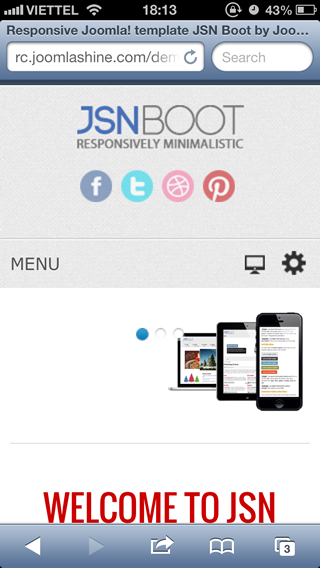 VIETTEL 18:13 43%
Responsive Joomla! template JSN Boot by Joo...
rc.joomlashine.com/den Search
JSNBOOT
RESPONSIVELY MINIMALISTIC
MENU
WELCOME TO JSN
3